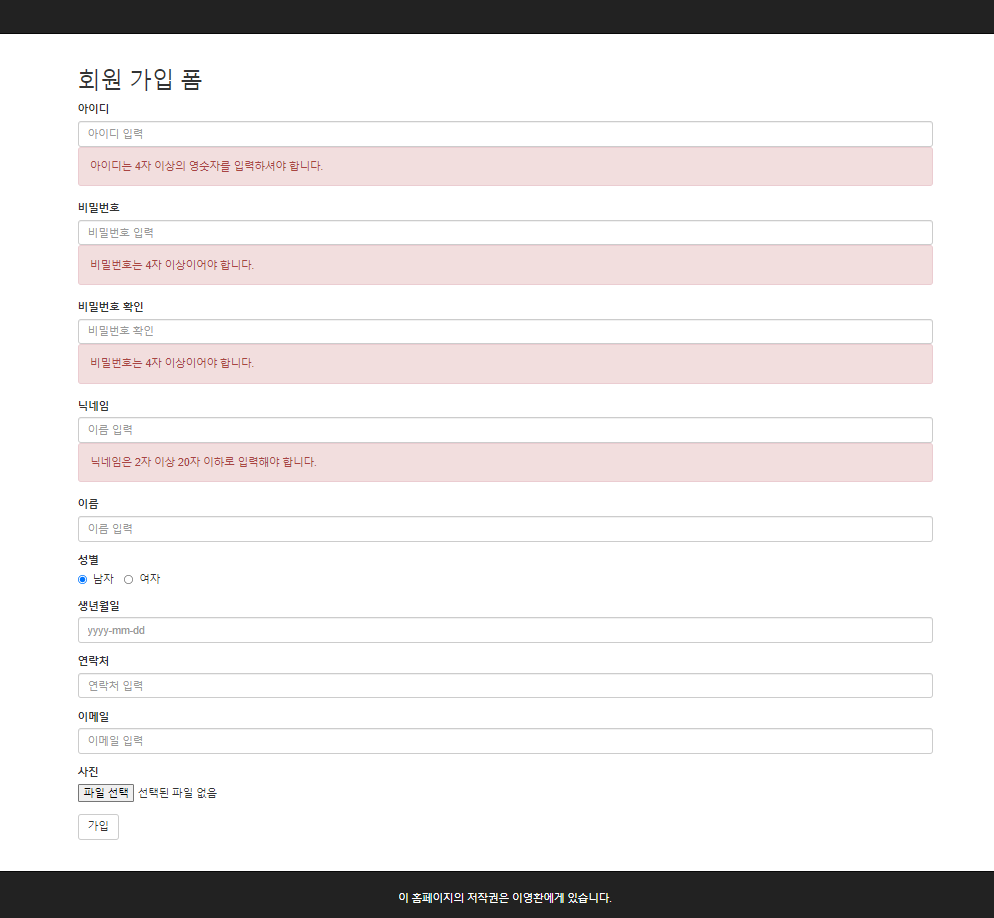 회원 가입 폼
아이디
아이디 입력
아이디는 4자 이상의 영숫자를 입력하셔야 합니다.
비밀번호
비밀번호 입력
비밀번호는 4자 이상이어야 합니다.
비밀번호 확인
비밀번호 확인
비밀번호는 4자 이상이어야 합니다.
닉네임
이름 입력
닉네임은 2자 이상 20자 이하로 입력해야 합니다.
이름
이름 입력
성별
남자 여자
생년월일
yyyy-mm-dd
연락처
연락처 입력
이메일
이메일 입력
사진
파일 선택 선택된 파일 없음
가입
이 홈페이지의 저작권은 이영환에게 있습니다.